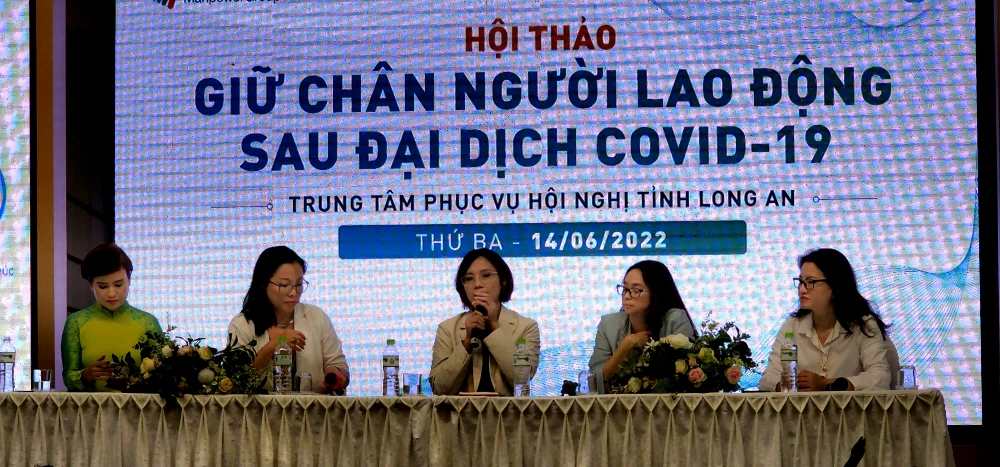 ManpowerGroup
HỘI THẢO
GIỮ CHÂN NGƯỜI LAO ĐỘNG
SAU ĐẠI DỊCH COVID-19
TRUNG TÂM PHỤC VỤ HỘI NGHỊ TỈNH LONG AN
THỨ BA - 14/06/2022